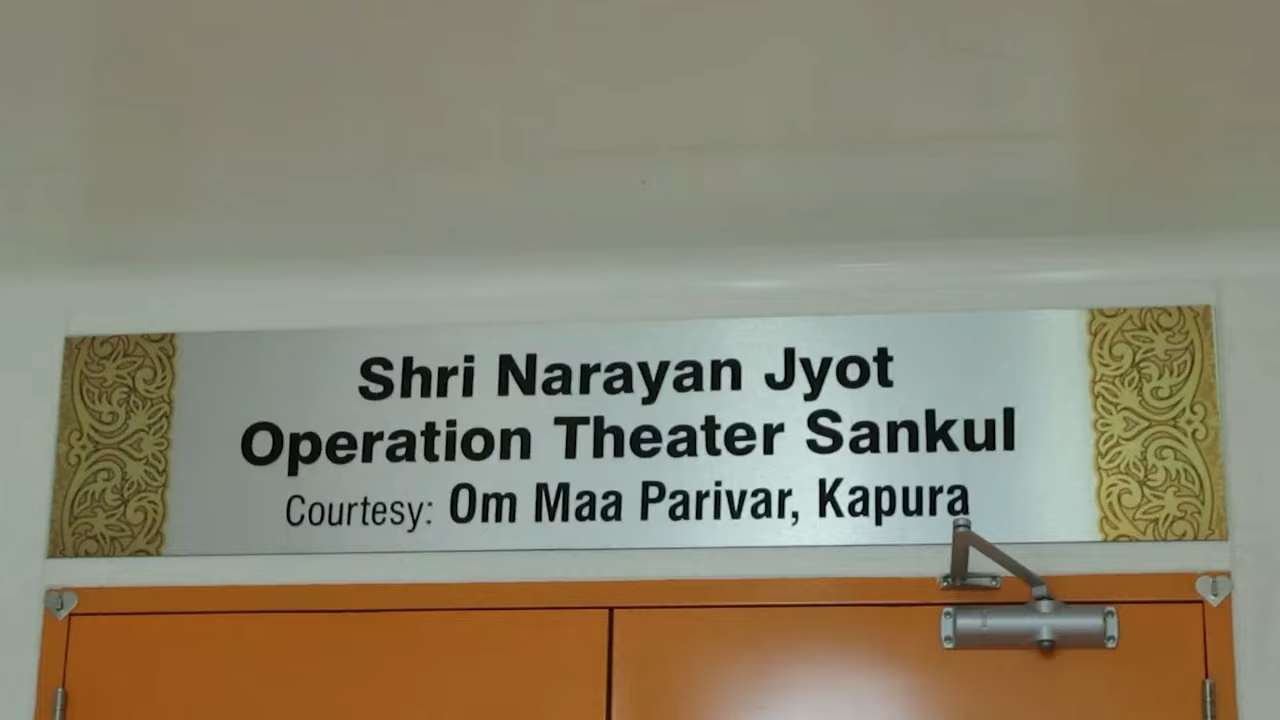 Shri Narayan Jyot
Operation Theater Sankul
Courtesy: Om Maa Parivar, Kapura